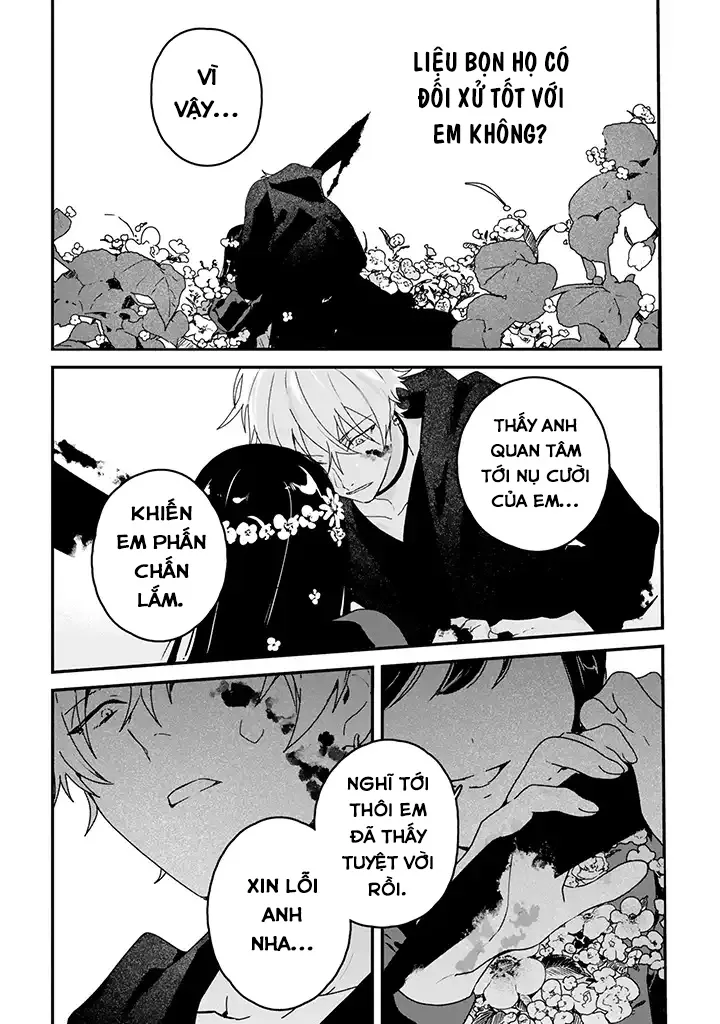 LIỆU BỌN HỌ CÓ
ĐỐI XỬ TỐT VỚI
EM KHÔNG?
VÌ
VẬY...
THẤY ANH
QUAN TÂM
TỚI NỤ CƯỜI
CỦA EM...
KHIẾN
EM PHẤN
CHẤN
LẮM.
NGHĨ TỚI
THÔI EM
ĐÃ THẤY
TUYỆT VỜI
RỒI.
XIN LỖI
ANH
NHA...